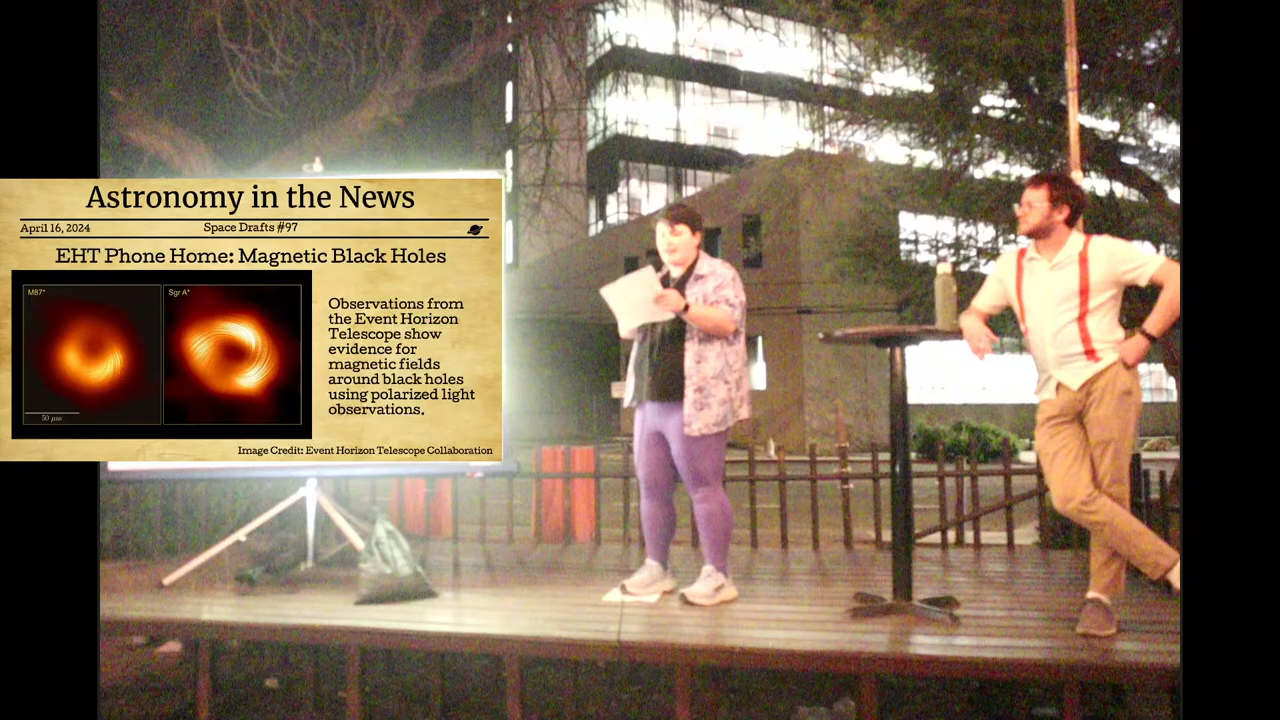 Astronomy in the News
April 16, 2024
Space Drafts #97
EHT Phone Home: Magnetic Black Holes
M87*
Sgr A*
50 μas
Observations from
the Event Horizon
Telescope show
evidence for
magnetic fields
around black holes
using polarized light
observations.
Image Credit: Event Horizon Telescope Collaboration